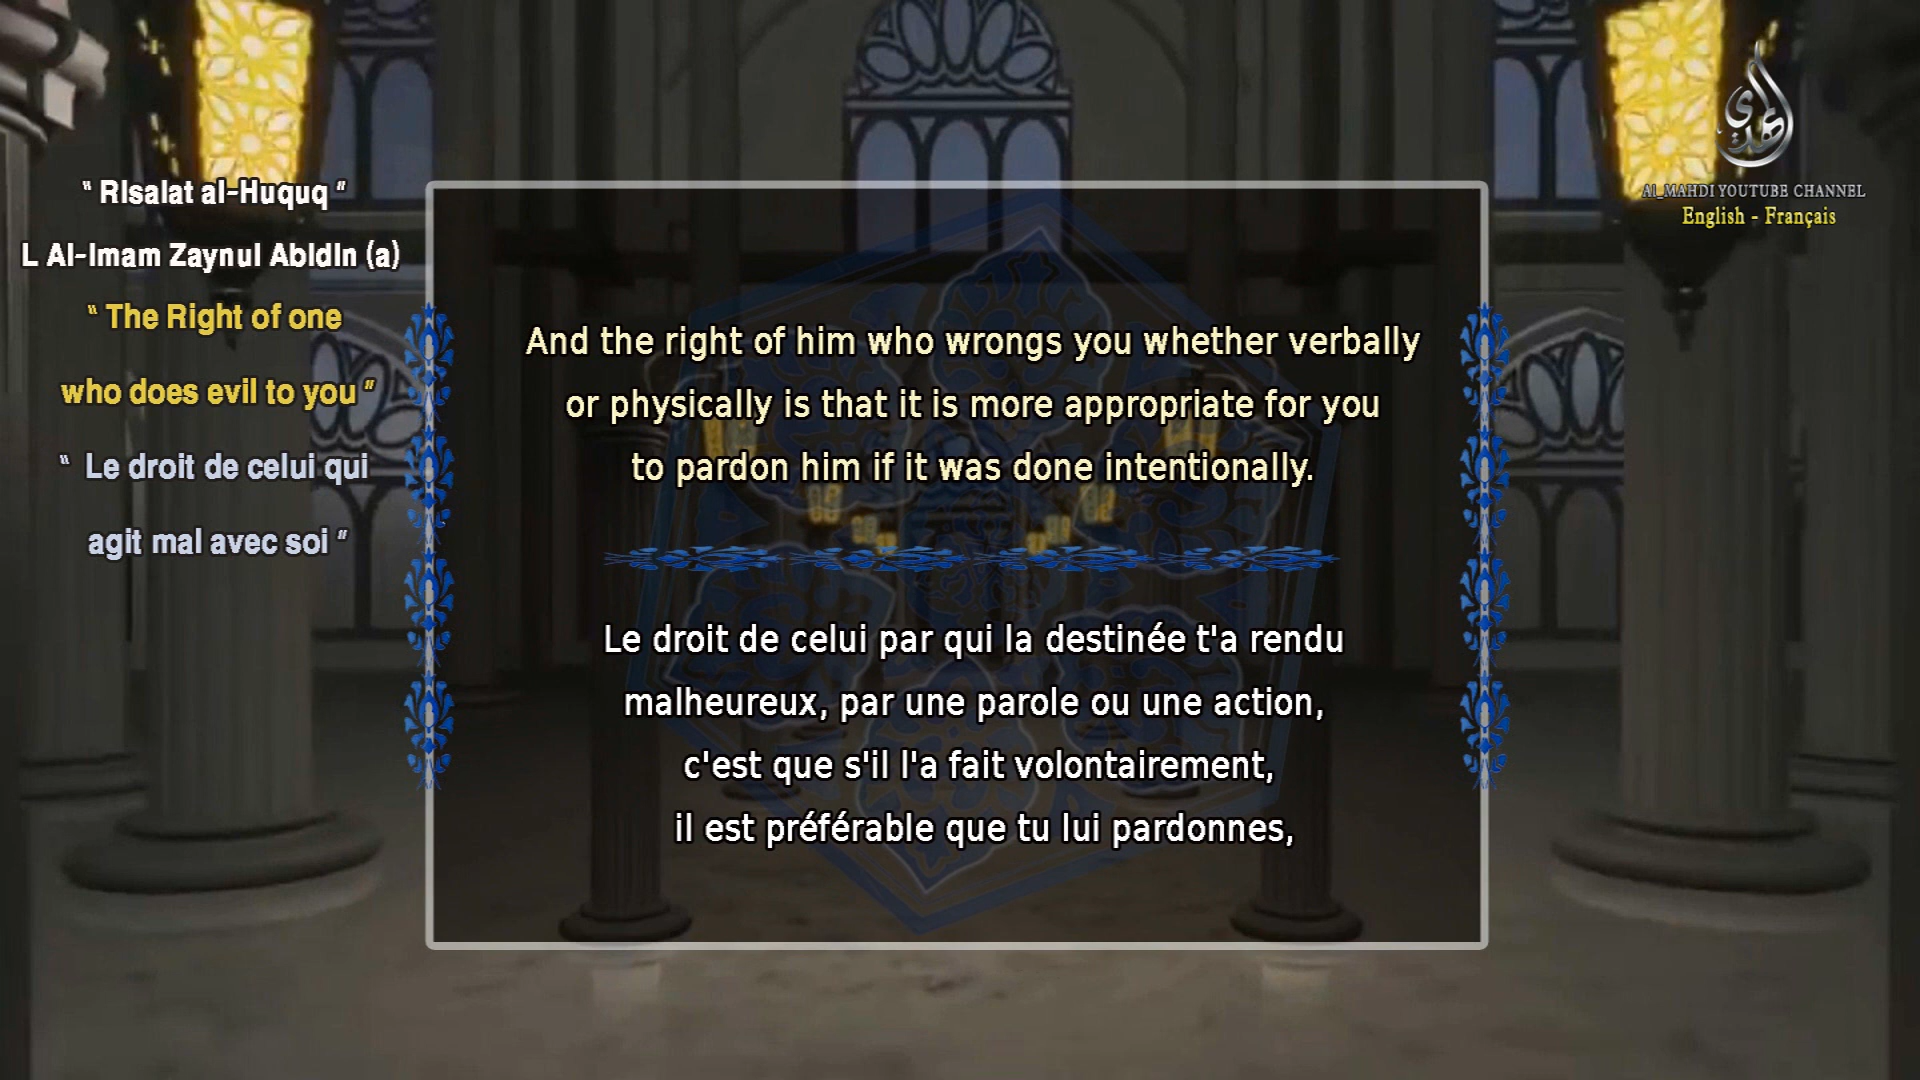 " RIsalat al-Huquq "
L Al-Imam Zaynul AbIdIn (a)
" The Right of one
who does evil to you "
" Le droit de celui qui
agit mal avec soi "
And the right of him who wrongs you whether verbally
or physically is that it is more appropriate for you
to pardon him if it was done intentionally.
Le droit de celui par qui la destinée t'a rendu
malheureux, par une parole ou une action,
c'est que s'il l'a fait volontairement,
il est préférable que tu lui pardonnes,
المهدي
Al_MAHDI YOUTUBE CHANNEL
English - Français